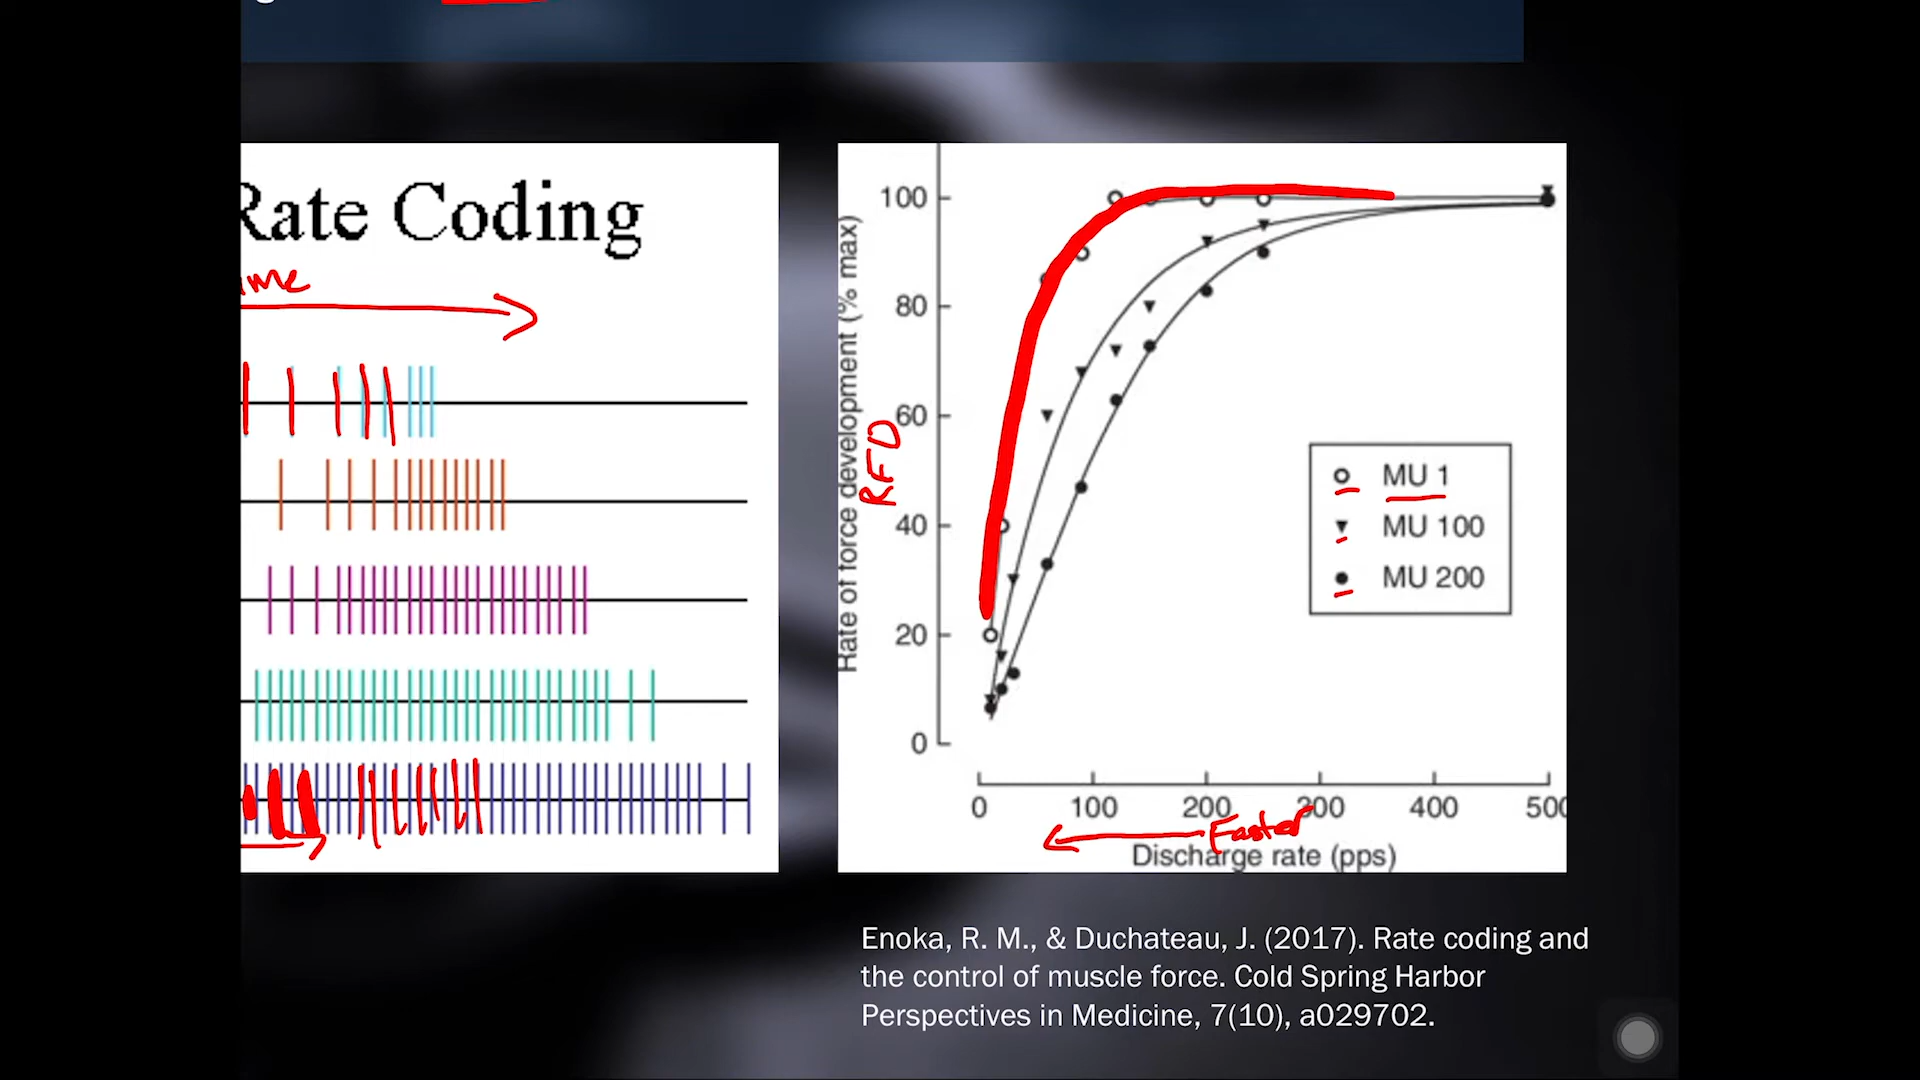 Rate Coding
100
80
60
40
20
0
Rate of force development (% max)
RFD
MU 1
MU 100
MU 200
0 100 200 300 400 500
Faster
Discharge rate (pps)
Enoka, R. M., & Duchateau, J. (2017). Rate coding and
the control of muscle force. Cold Spring Harbor
Perspectives in Medicine, 7(10), a029702.